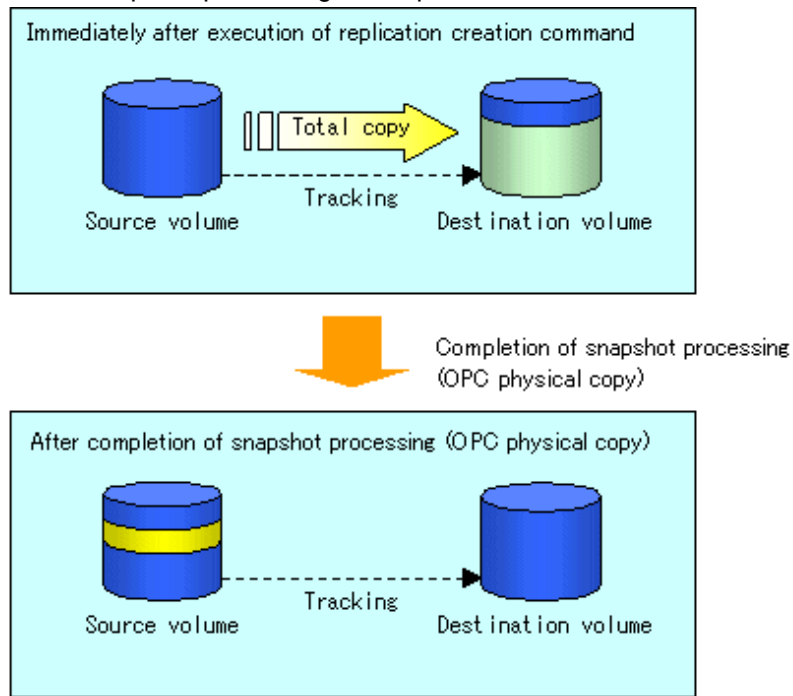 Immediately after execution of replication creation command
Total copy
Tracking
Source volume
Destination volume
Completion of snapshot processing
(OPC physical copy)
After completion of snapshot processing (OPC physical copy)
Tracking
Source volume
Destination volume